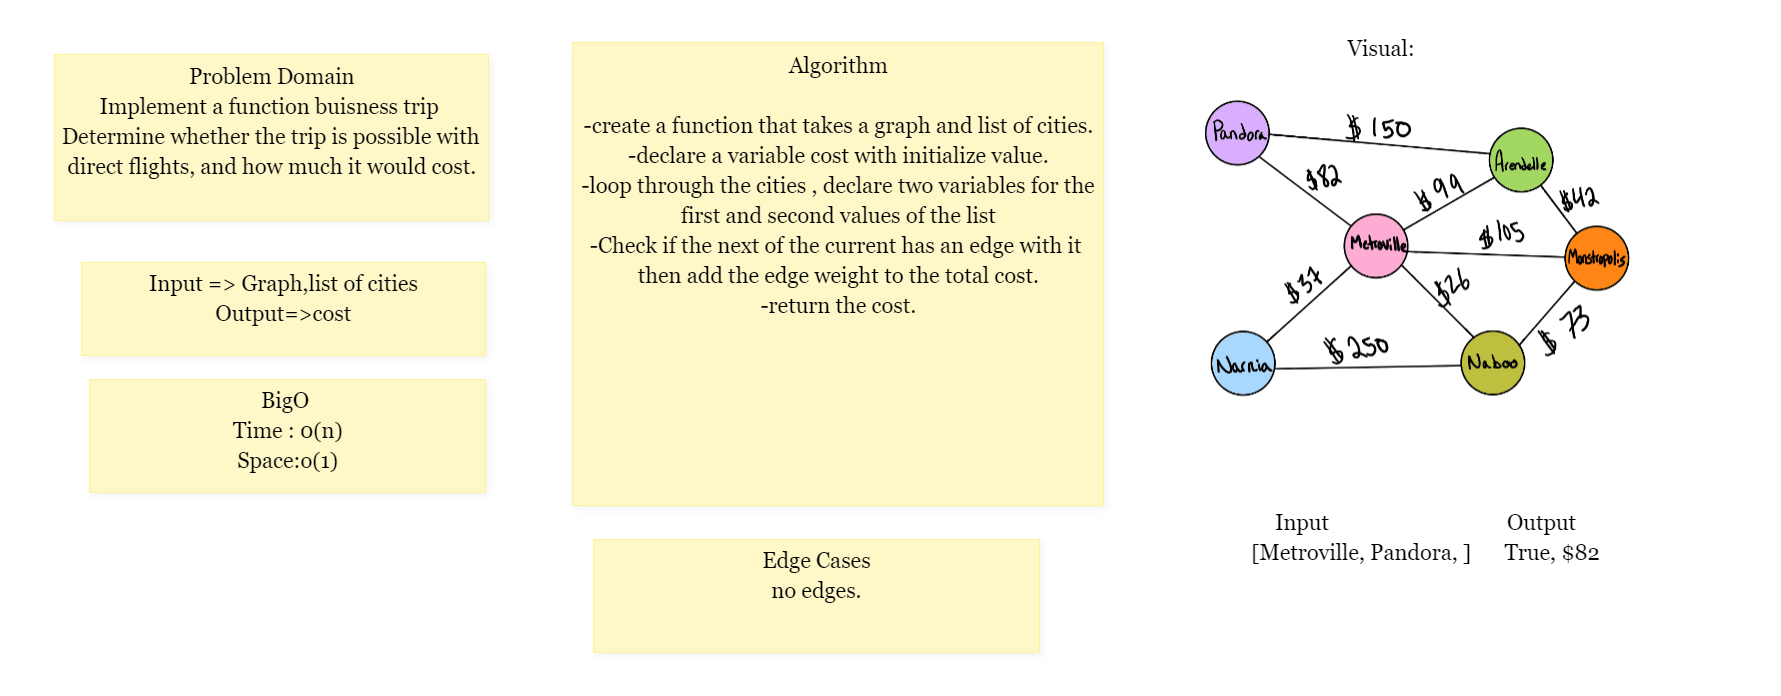 Problem Domain
Implement a function buisness trip
Determine whether the trip is possible with
direct flights, and how much it would cost.
Input => Graph,list of cities
Output=>cost
BigO
Time : 0(n)
Space:0(1)
Algorithm
-create a function that takes a graph and list of cities.
-declare a variable cost with initialize value.
-loop through the cities , declare two variables for the
first and second values of the list
-Check if the next of the current has an edge with it
then add the edge weight to the total cost.
-return the cost.
Edge Cases
no edges.
Visual:
Pandora
$150
Arendelle
$82
$99
$42
Metroville
$105
Monstropolis
$37
$26
$73
Narnia
$250
Naboo
Input Output
[Metroville, Pandora, ] True, $82